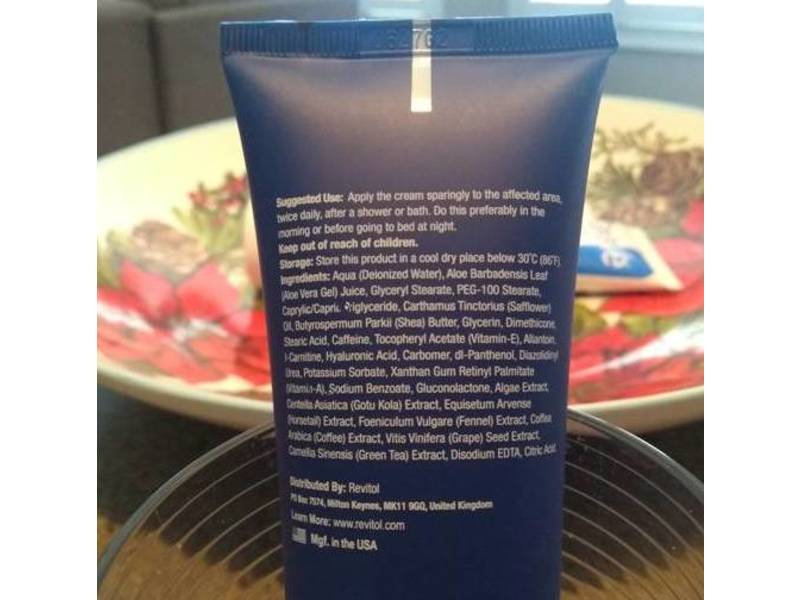 Suggested Use: Apply the cream sparingly to the affected area,
twice daily, after a shower or bath. Do this preferably in the
morning or before going to bed at night.
Keep out of reach of children.
Storage: Store this product in a cool dry place below 30°C (86°F)
Ingredients: Aqua (Deionized Water), Aloe Barbadensis Leaf
(Aloe Vera Gel) Juice, Glyceryl Stearate, PEG-100 Stearate,
Caprylic/Capric Triglyceride, Carthamus Tinctorius (Safflower)
Oil, Butyrospermum Parkii (Shea) Butter, Glycerin, Dimethicone,
Stearic Acid, Caffeine, Tocopheryl Acetate (Vitamin-E), Allantoin,
l-Carnitine, Hyaluronic Acid, Carbomer, dl-Panthenol, Diazolidinyl
Urea, Potassium Sorbate, Xanthan Gum Retinyl Palmitate
(Vitamin-A), Sodium Benzoate, Gluconolactone, Algae Extract,
Centella Asiatica (Gotu Kola) Extract, Equisetum Arvense
(Horsetail) Extract, Foeniculum Vulgare (Fennel) Extract, Coffea
Arabica (Coffee) Extract, Vitis Vinifera (Grape) Seed Extract,
Camellia Sinensis (Green Tea) Extract, Disodium EDTA, Citric Acid
Distributed By: Revitol
PO Box 7574, Milton Keynes, MK11 9GQ, United Kingdom
Learn More: www.revitol.com
Mgf. in the USA